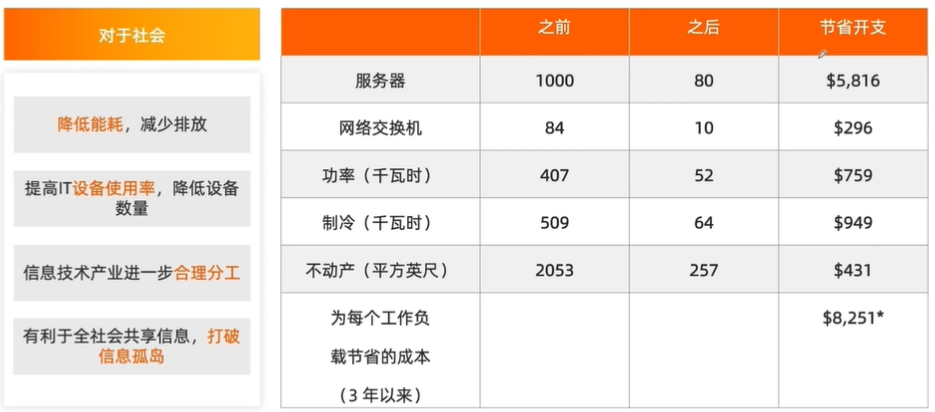 对于社会
降低能耗，减少排放
提高IT设备使用率，降低设备
数量
信息技术产业进一步合理分工
有利于全社会共享信息，打破
信息孤岛
之前 之后 节省开支
服务器 1000 80 $5,816
网络交换机 84 10 $296
功率（千瓦时） 407 52 $759
制冷（千瓦时） 509 64 $949
不动产（平方英尺） 2053 257 $431
为每个工作负 $8,251*
载节省的成本
（3 年以来）